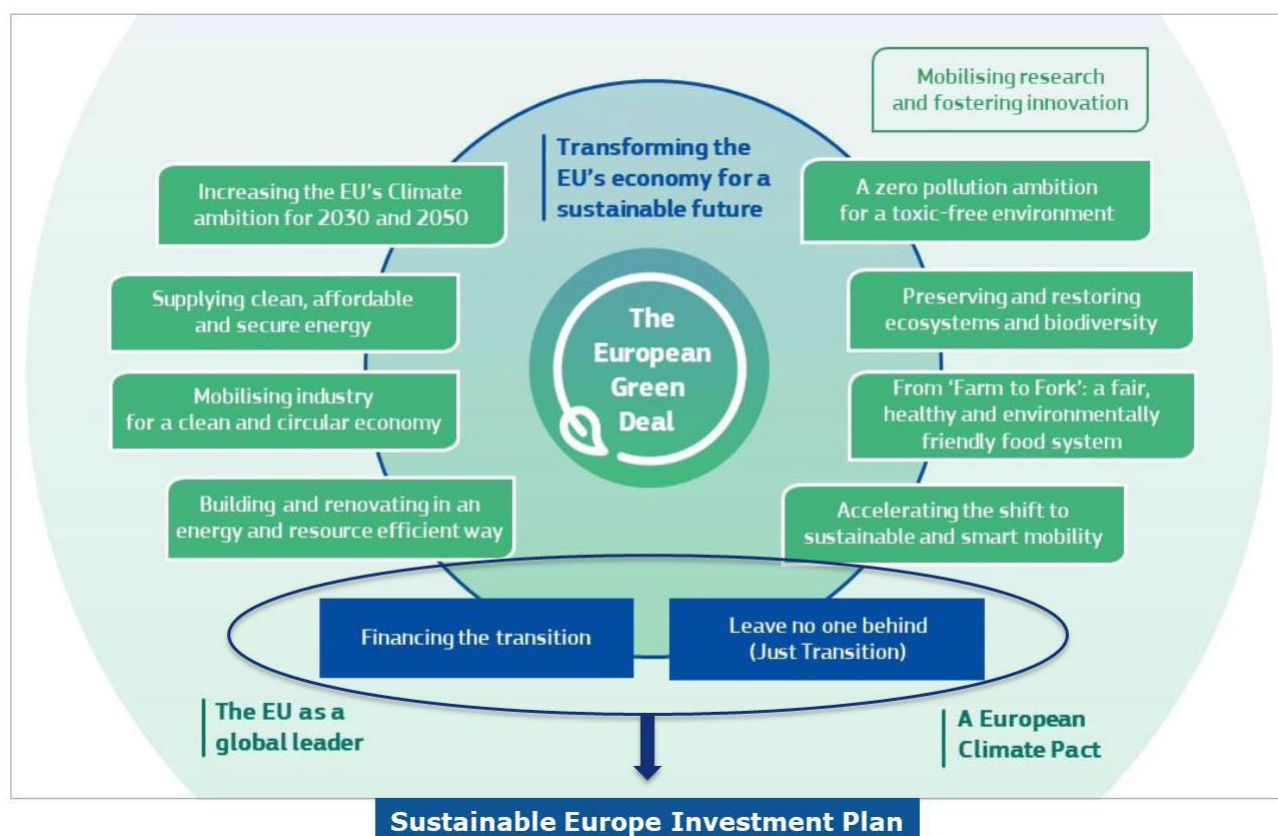 Mobilising research
and fostering innovation
Transforming the
EU's economy for a
sustainable future
Increasing the EU's Climate
ambition for 2030 and 2050
A zero pollution ambition
for a toxic-free environment
Supplying clean, affordable
and secure energy
Preserving and restoring
ecosystems and biodiversity
The
European
Green
Deal
Mobilising industry
for a clean and circular economy
From ‘Farm to Fork’: a fair,
healthy and environmentally
friendly food system
Building and renovating in an
energy and resource efficient way
Accelerating the shift to
sustainable and smart mobility
Financing the transition
Leave no one behind
(Just Transition)
The EU as a
global leader
A European
Climate Pact
Sustainable Europe Investment Plan